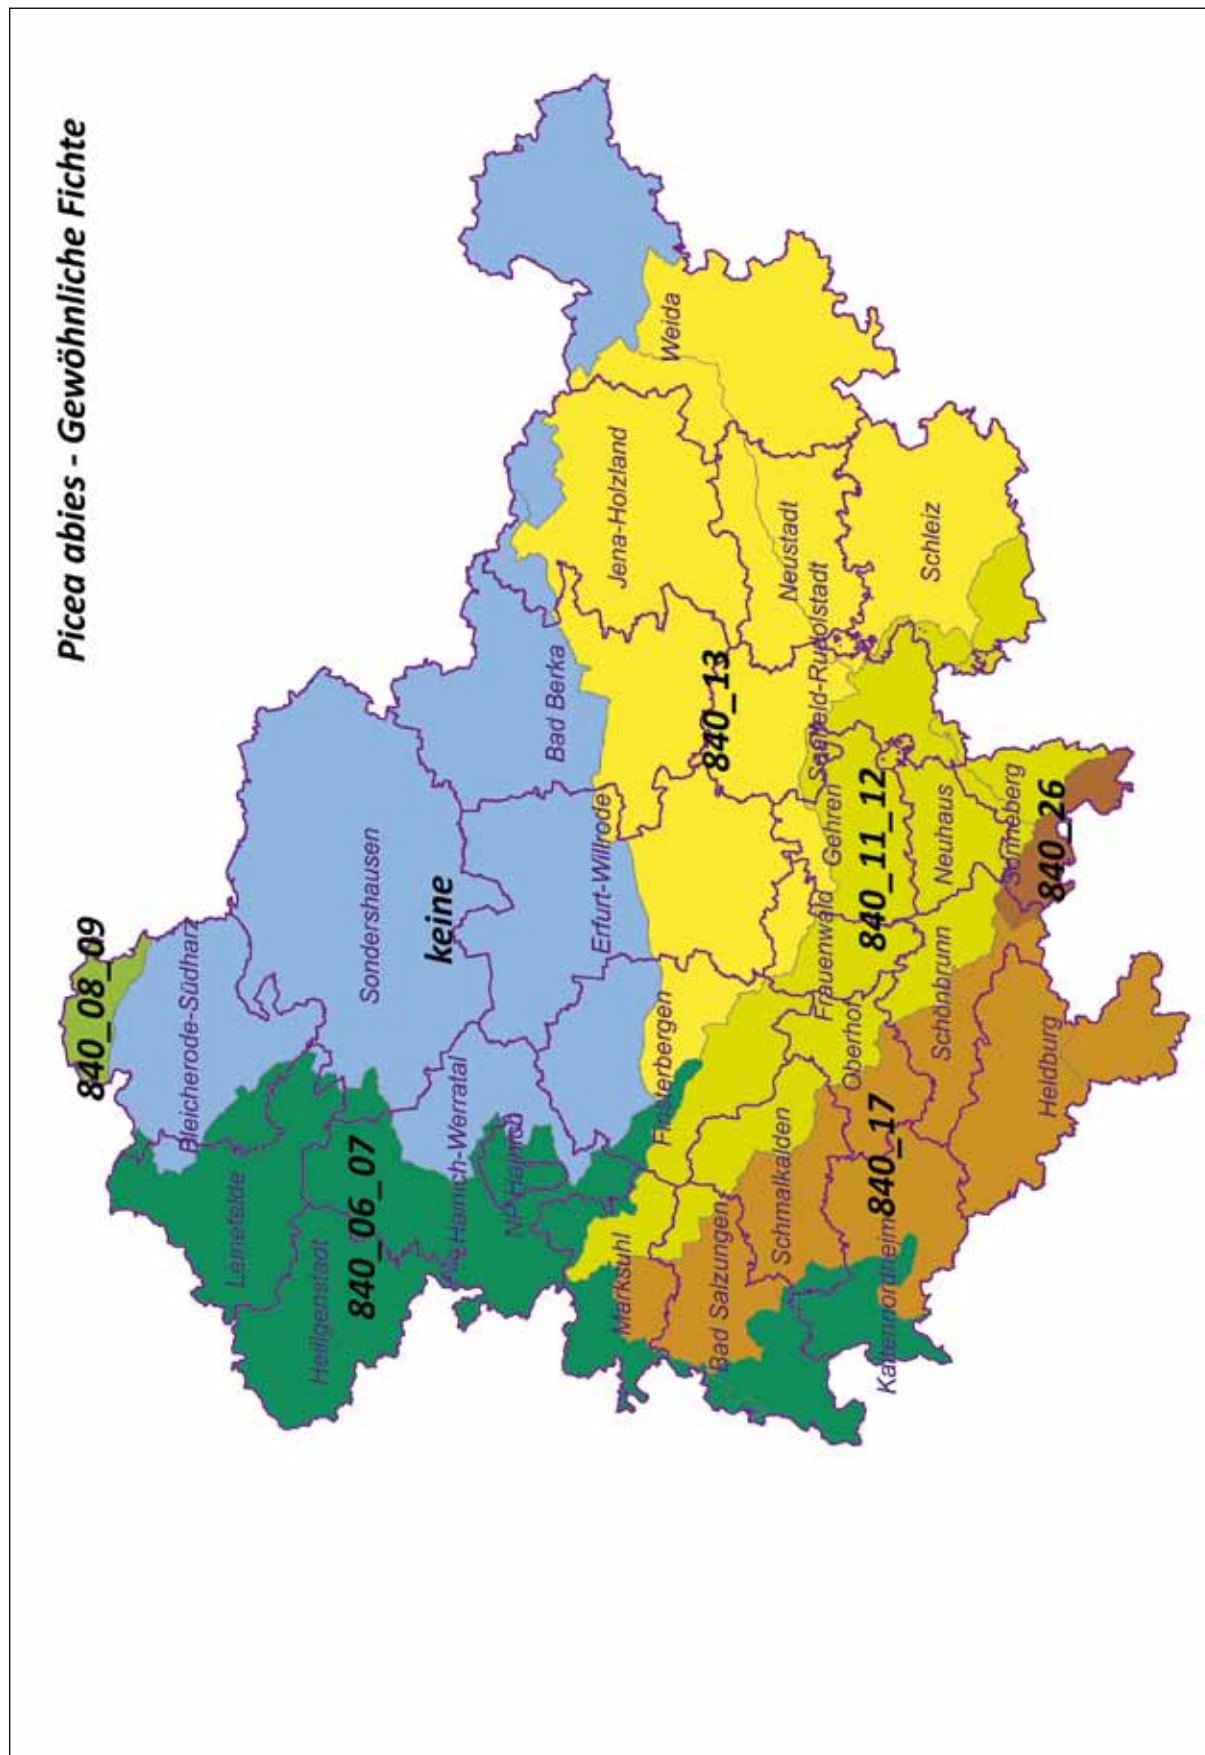 Picea abies - Gewöhnliche Fichte
840_08_09
Bleicherode-Südharz
Leinefelde
Heiligenstadt
840_06_07
Sondershausen
keine
Hainich-Werratal
NP Hainich
Bad Berka
Erfurt-Willrode
Jena-Holzland
Weida
Marksuhl
Finsterbergen
840_13
Bad Salzungen
Schmalkalden
Neustadt
Saalfeld-Rudolstadt
Frauenwald
Gehren
Oberhof
840_11_12
Kaltennordheim
840_17
Schleiz
Schönbrunn
Neuhaus
Sonneberg
Heldburg
840_26